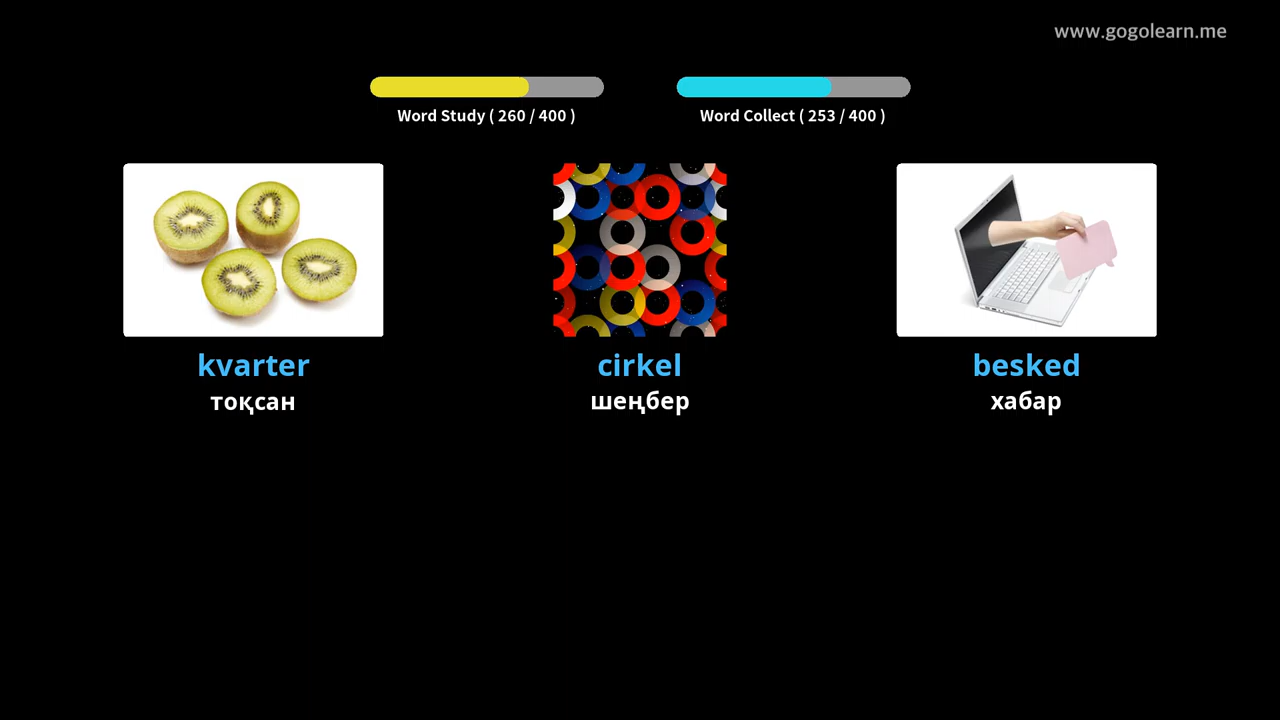 www.gogolearn.me
Word Study ( 260 / 400 )
Word Collect ( 253 / 400 )
kvarter
тоқсан
cirkel
шеңбер
besked
хабар